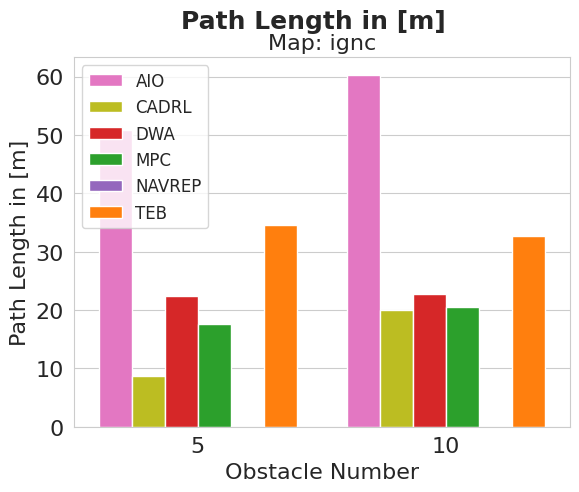 Path Length in [m]
Map: ignc
AIO
CADRL
DWA
MPC
NAVREP
TEB
Path Length in [m]
60
50
40
30
20
10
0
5
10
Obstacle Number